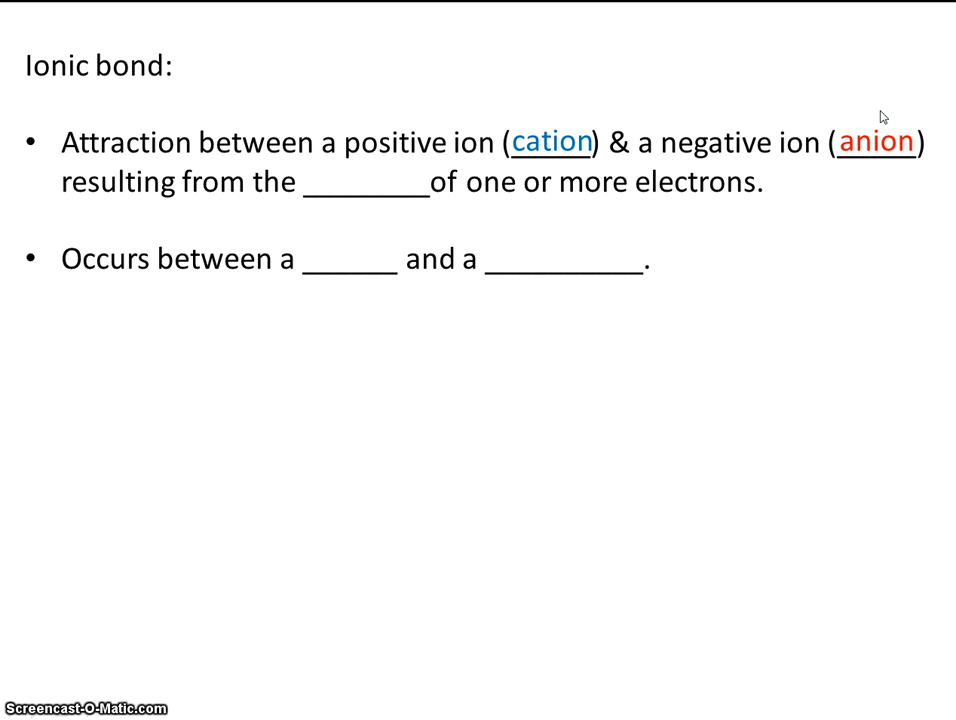 Ionic bond:
• Attraction between a positive ion (cation) & a negative ion (anion)
resulting from the ________of one or more electrons.
• Occurs between a ______ and a __________.
Screencast-O-Matic.com